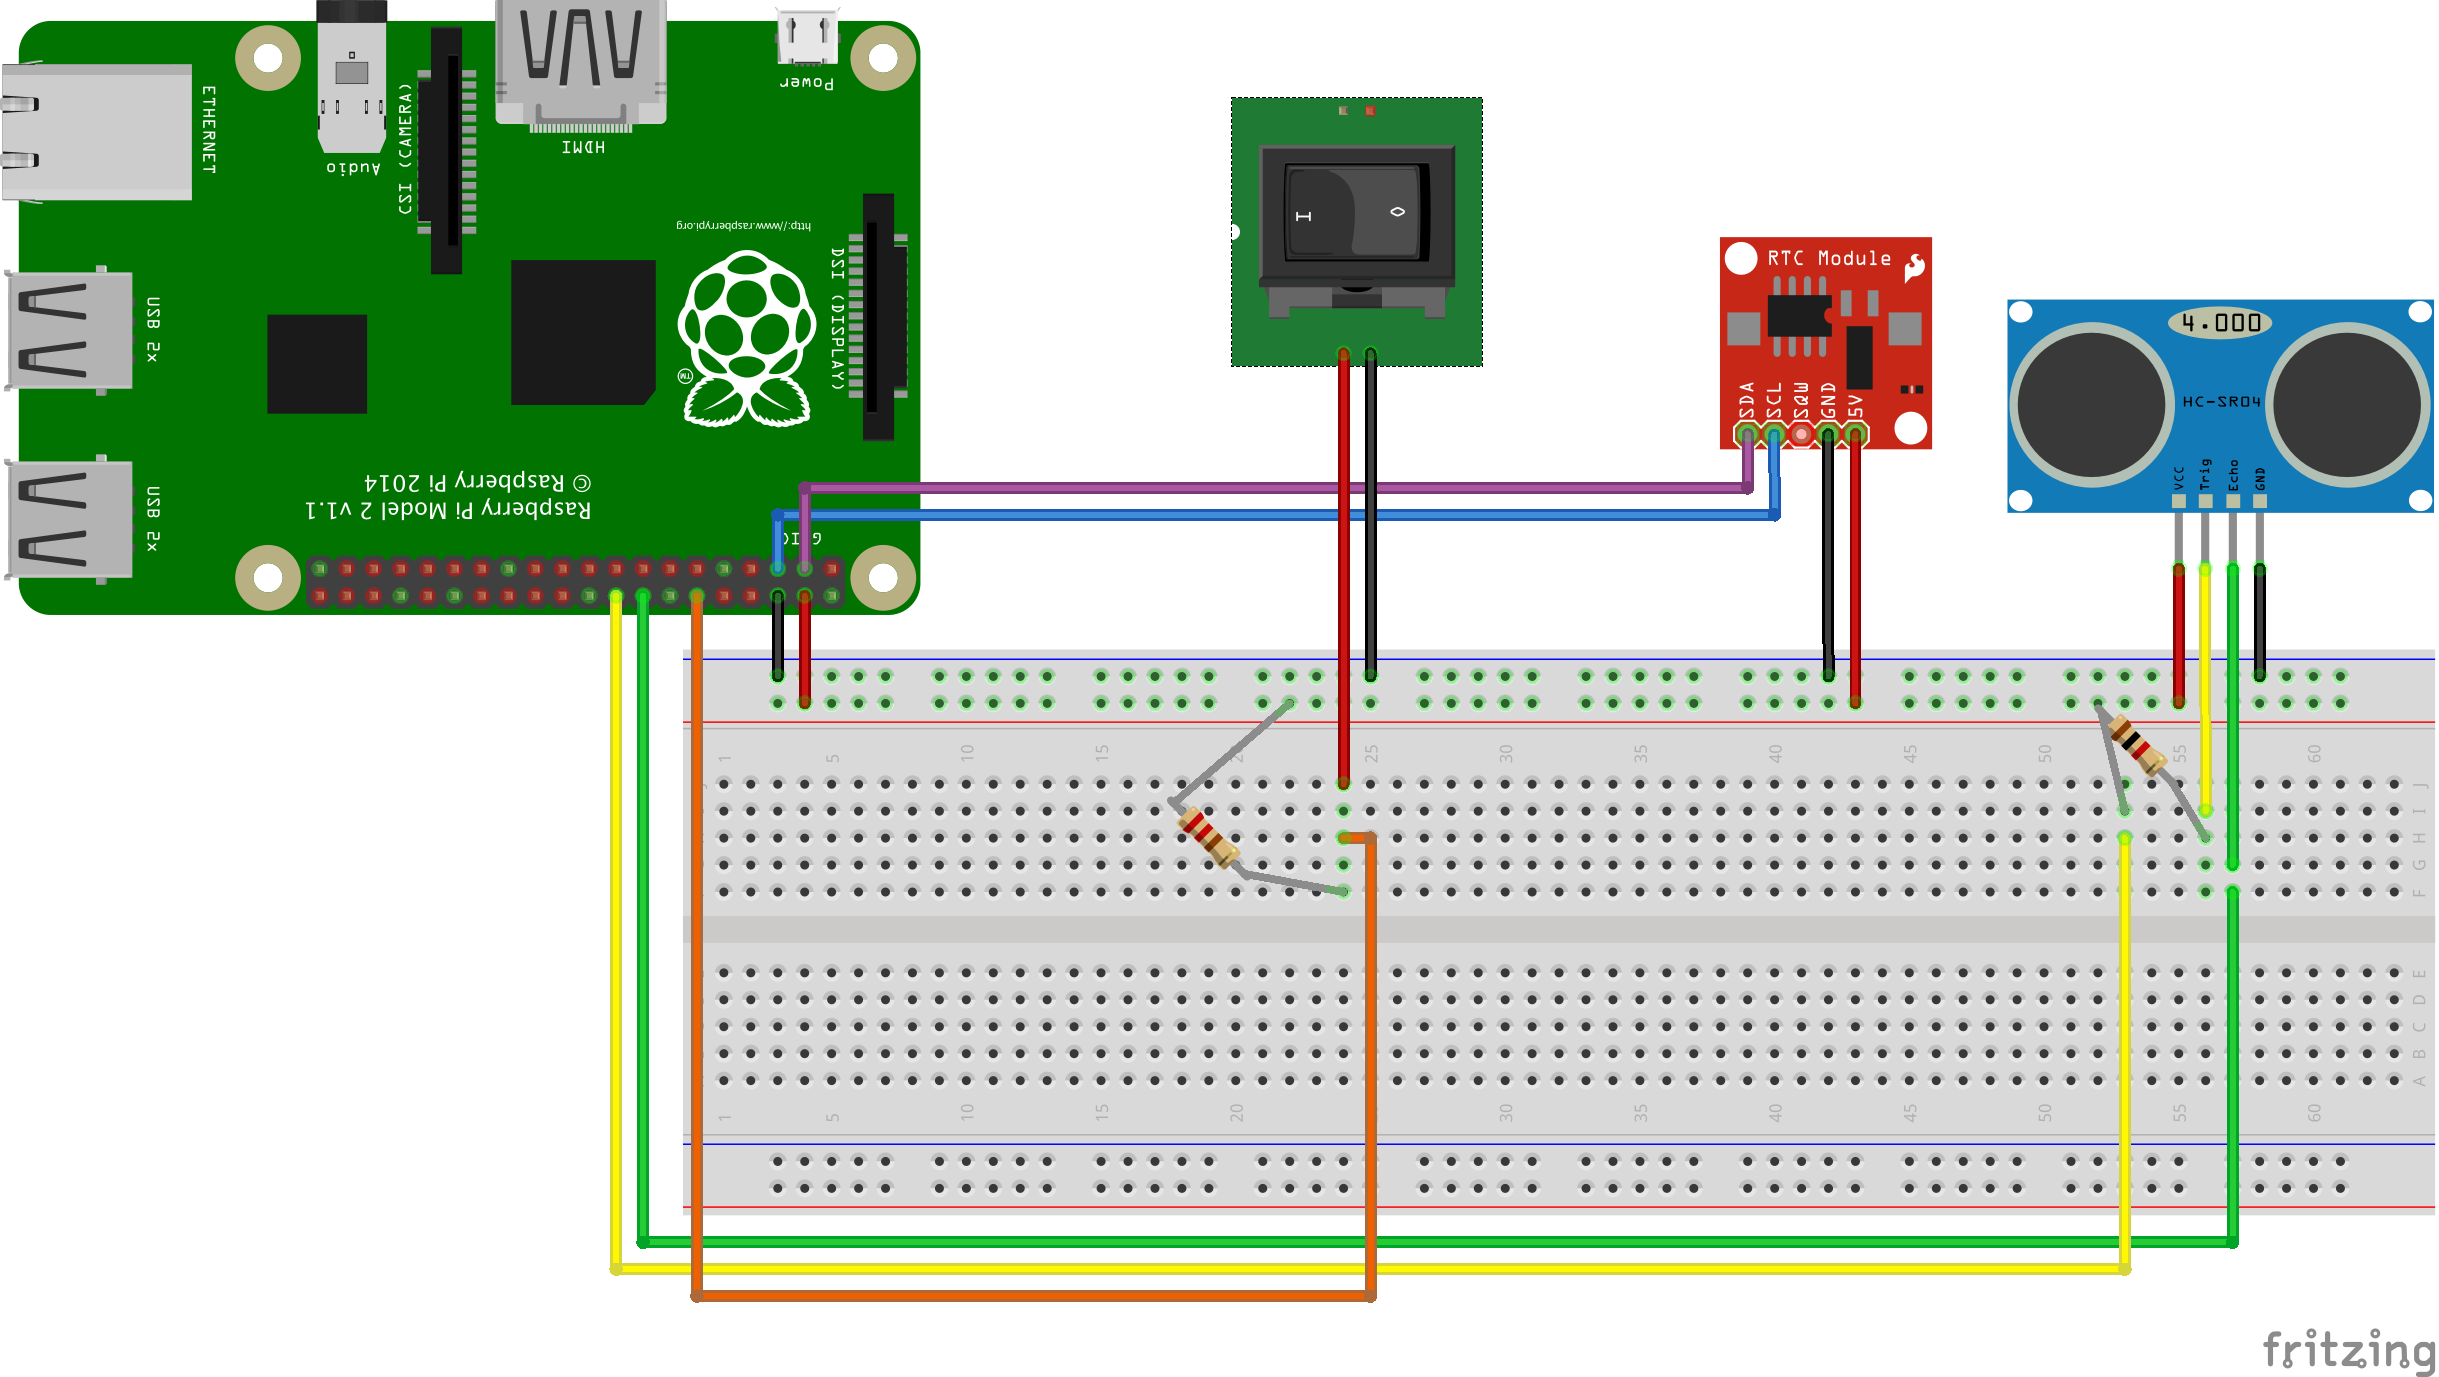 ETHERNET
Audio
CSI (CAMERA)
HDMI
Power
http://www.raspberrypi.org
DSI (DISPLAY)
TM
USB 2x
USB 2x
© Raspberry Pi 2014
Raspberry Pi Model 2 v1.1
I O
RTC Module
SDA SCL SQW GND 5V
4.000
HC-SR04
VCC Trig Echo GND
1 5 10 15 20 25 30 35 40 45 50 55 60
J
I
H
G
F
E
D
C
B
A
1 5 10 15 20 30 35 40 45 50 55 60
fritzing